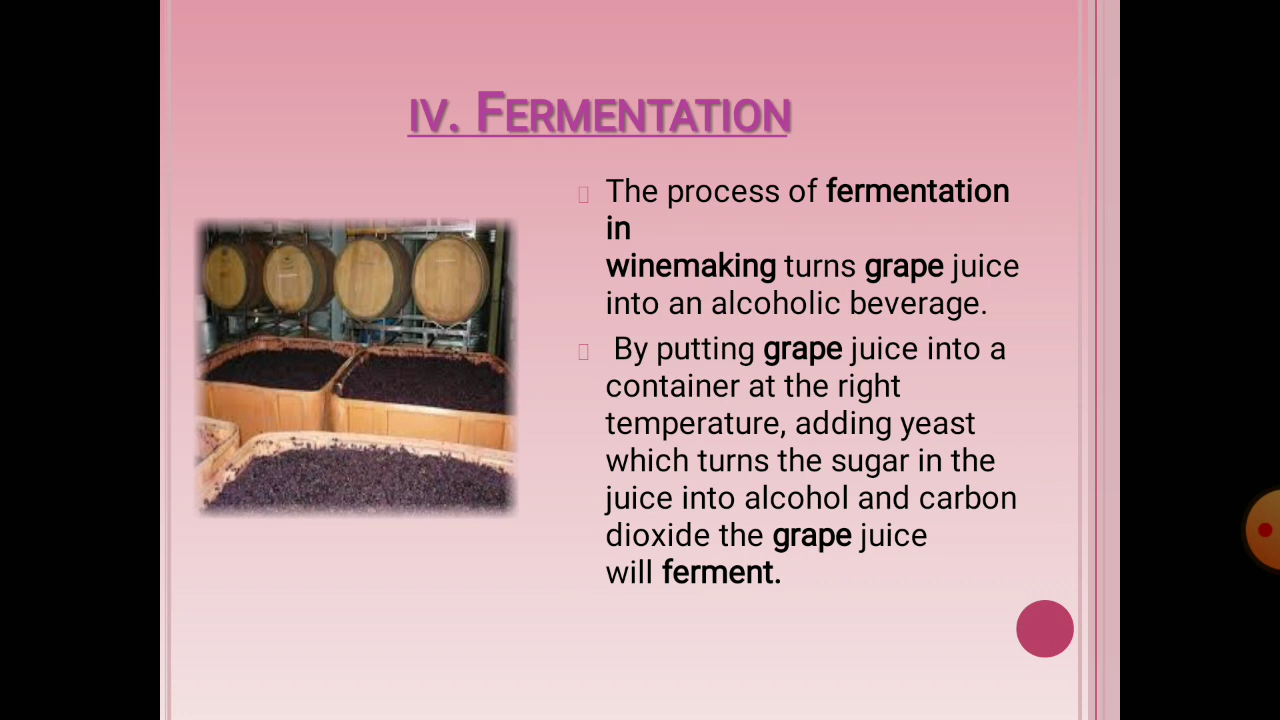 IV. FERMENTATION
The process of fermentation
in
winemaking turns grape juice
into an alcoholic beverage.
By putting grape juice into a
container at the right
temperature, adding yeast
which turns the sugar in the
juice into alcohol and carbon
dioxide the grape juice
will ferment.